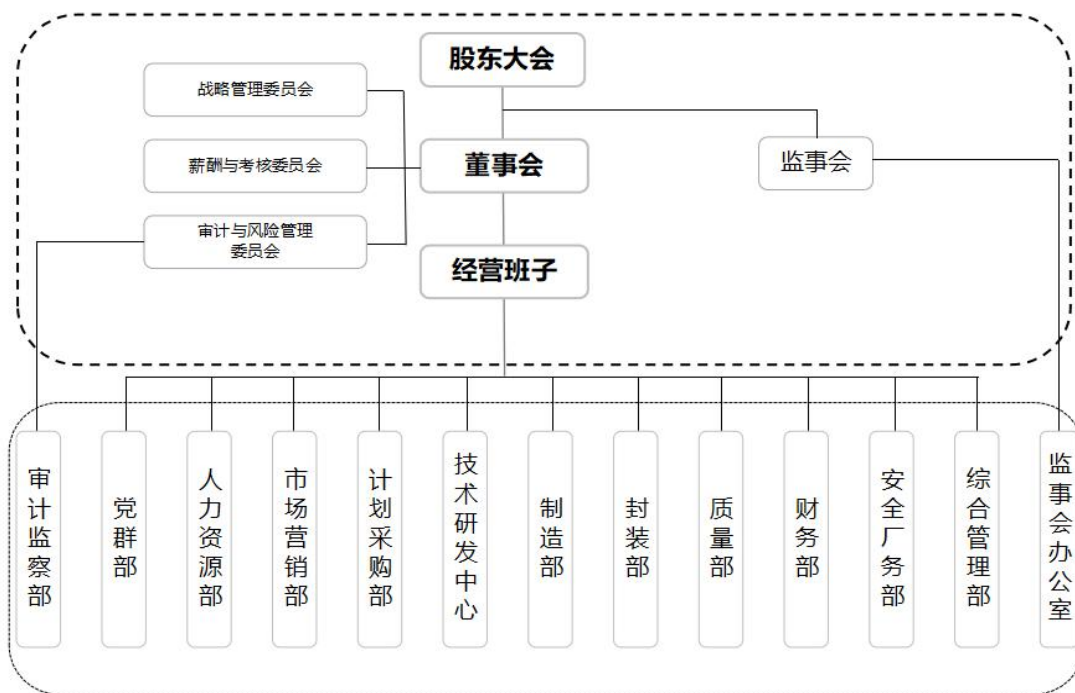 股东大会
战略管理委员会
薪酬与考核委员会
董事会
监事会
审计与风险管理
委员会
经营班子
审计监察部
党群部
人力资源部
市场营销部
计划采购部
技术研发中心
制造部
封装部
质量部
财务部
安全厂务部
综合管理部
监事会办公室